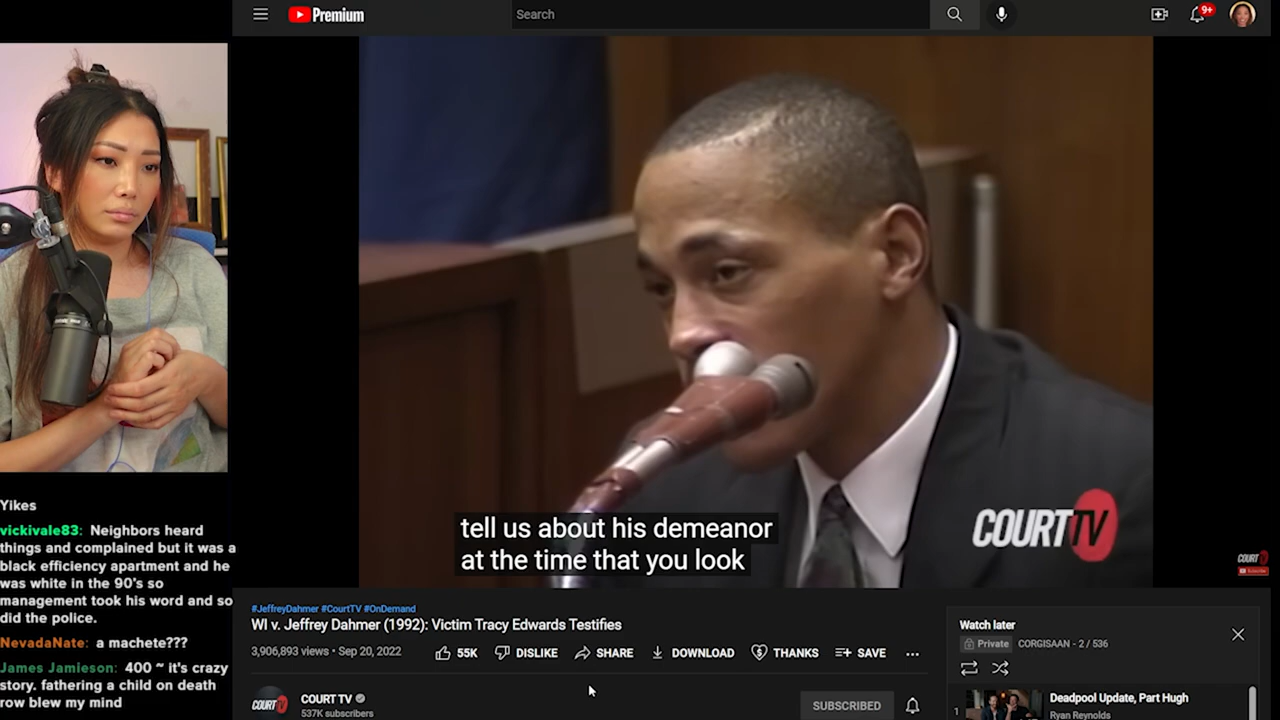 Premium
Search
9+
tell us about his demeanor
at the time that you look
COURT TV
COURT TV
Subscribe
#JeffreyDahmer #CourtTV #OnDemand
WI v. Jeffrey Dahmer (1992): Victim Tracy Edwards Testifies
3,906,893 views • Sep 20, 2022
55K
DISLIKE
SHARE
DOWNLOAD
THANKS
SAVE
COURT TV
COURT TV
537K subscribers
SUBSCRIBED
Watch later
Private
CORGISAAN - 2 / 536
1
Deadpool Update, Part Hugh
Ryan Reynolds
Yikes
vickivale83: Neighbors heard
things and complained but it was a
black efficiency apartment and he
was white in the 90's so
management took his word and so
did the police.
NevadaNate: a machete???
James Jamieson: 400 ~ it's crazy
story. fathering a child on death
row blew my mind